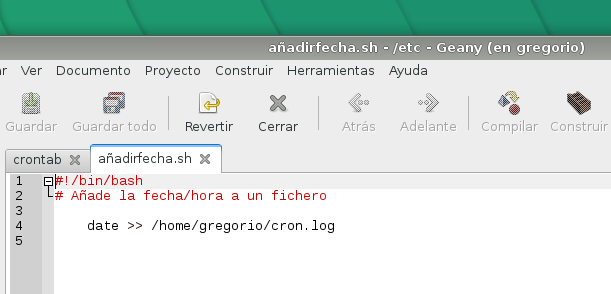 añadirfecha.sh - /etc - Geany (en gregorio)
Ver Documento Proyecto Construir Herramientas Ayuda
Guardar Guardar todo Revertir Cerrar Atrás Adelante Compilar Construir
crontab añadirfecha.sh
1 #!/bin/bash
2 # Añade la fecha/hora a un fichero
3
4 date >> /home/gregorio/cron.log
5